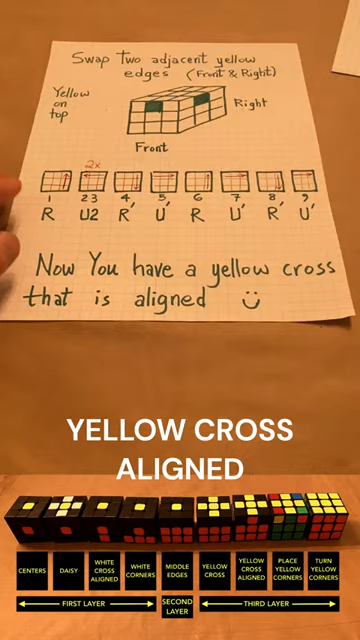 Swap Two adjacent yellow
edges (Front & Right)
Yellow
on
top
Right
Front
2x
1 23 4 5 6 7 8 9
R U2 R' U' R U' R' U'
Now You have a yellow cross
that is aligned
YELLOW CROSS
ALIGNED
CENTERS
DAISY
WHITE
CROSS
ALIGNED
WHITE
CORNERS
MIDDLE
EDGES
YELLOW
CROSS
YELLOW
CROSS
ALIGNED
PLACE
YELLOW
CORNERS
TURN
YELLOW
CORNERS
FIRST LAYER
SECOND
LAYER
THIRD LAYER